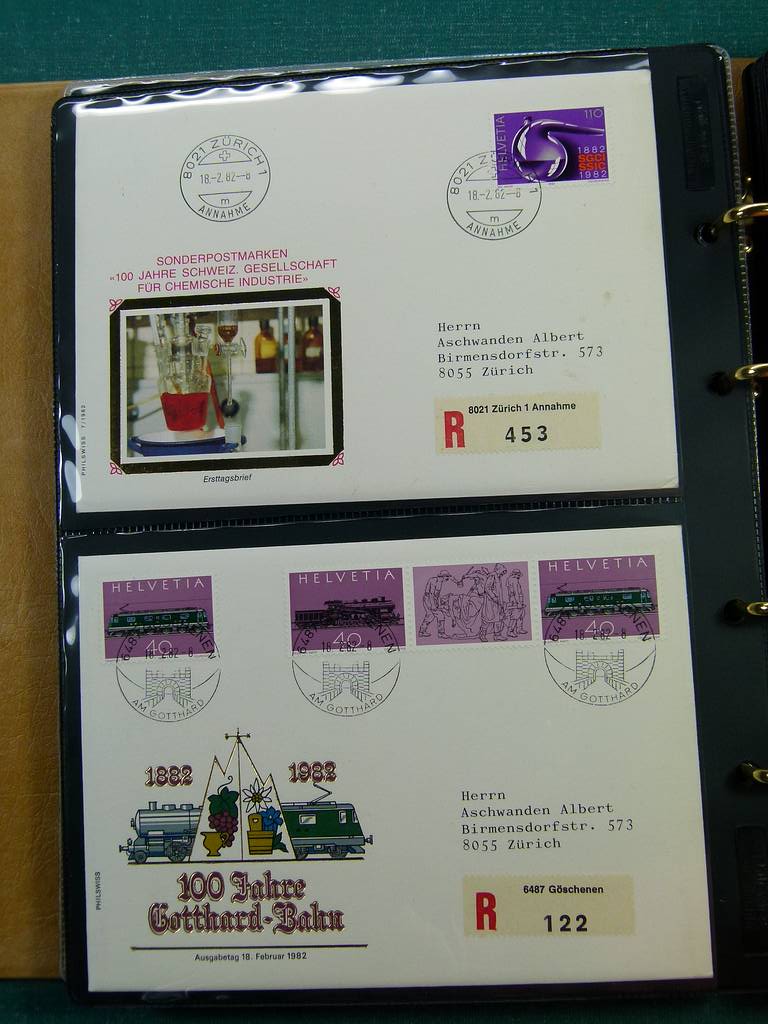 8021 ZÜRICH 1
18.-2.82-8
m
ANNAHME
8021 Z
18.-2.82-8
m
ANNAHME
HELVETIA
110
1882
SGCI
SSIC
1982
SONDERPOSTMARKEN
«100 JAHRE SCHWEIZ. GESELLSCHAFT
FÜR CHEMISCHE INDUSTRIE»
Herrn
Aschwanden Albert
Birmensdorfstr. 573
8055 Zürich
R
8021 Zürich 1 Annahme
453
PHILSWISS 7/1982
Ersttagsbrief
HELVETIA
40
HELVETIA
40
HELVETIA
40
18.-2.82-8
AM GOTTHARD
18.-2.82-8
AM GOTTHARD
18.-2.82-8
AM GOTTHARD
1882
1982
100 Jahre
Gotthard-Bahn
Ausgabetag 18. Februar 1982
PHILSWISS
Herrn
Aschwanden Albert
Birmensdorfstr. 573
8055 Zürich
R
6487 Göschenen
122